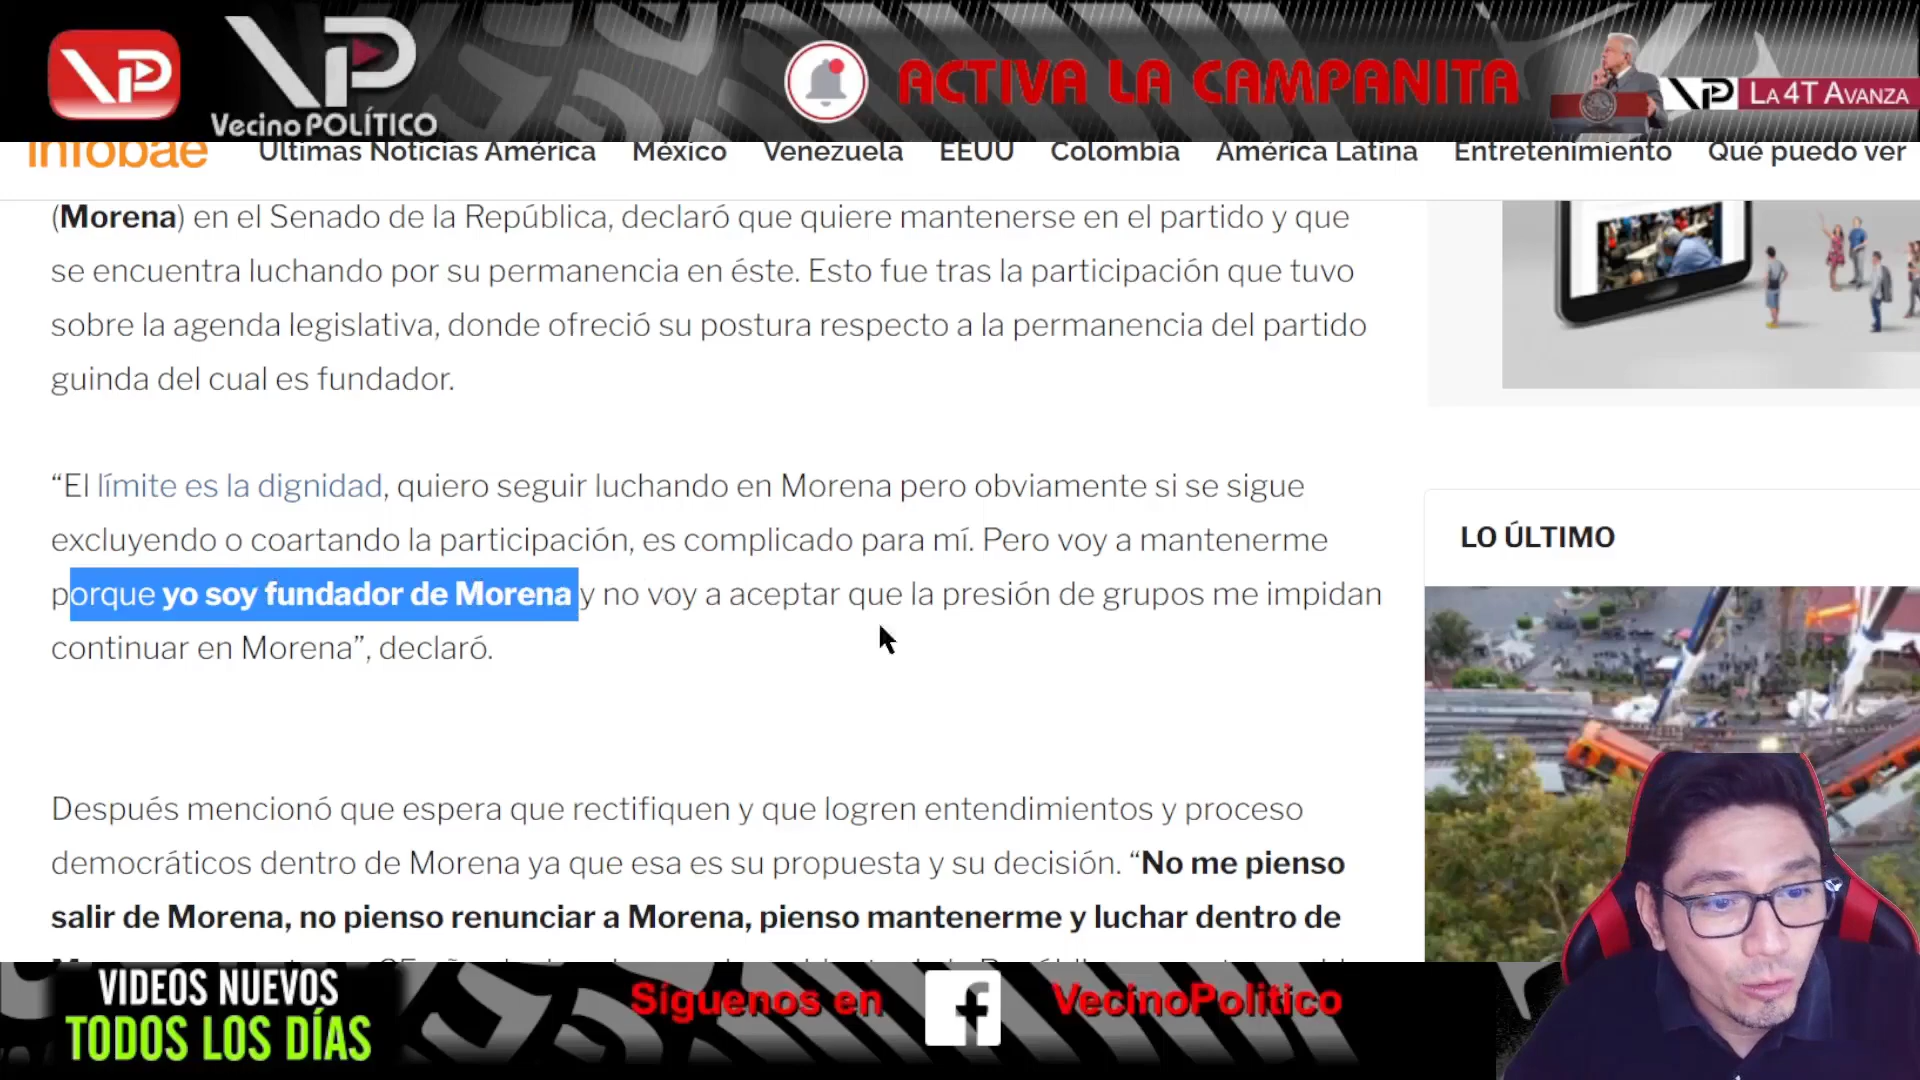 VP
VP
Vecino POLÍTICO
ACTIVA LA CAMPANITA
VP LA 4T AVANZA
infobae
Últimas Noticias América México Venezuela EEUU Colombia América Latina Entretenimiento Qué puedo ver
(Morena) en el Senado de la República, declaró que quiere mantenerse en el partido y que
se encuentra luchando por su permanencia en éste. Esto fue tras la participación que tuvo
sobre la agenda legislativa, donde ofreció su postura respecto a la permanencia del partido
guinda del cual es fundador.
“El límite es la dignidad, quiero seguir luchando en Morena pero obviamente si se sigue
excluyendo o coartando la participación, es complicado para mí. Pero voy a mantenerme
porque yo soy fundador de Morena y no voy a aceptar que la presión de grupos me impidan
continuar en Morena”, declaró.
Después mencionó que espera que rectifiquen y que logren entendimientos y proceso
democráticos dentro de Morena ya que esa es su propuesta y su decisión. “No me pienso
salir de Morena, no pienso renunciar a Morena, pienso mantenerme y luchar dentro de
LO ÚLTIMO
VIDEOS NUEVOS
TODOS LOS DÍAS
Síguenos en
VecinoPolitico